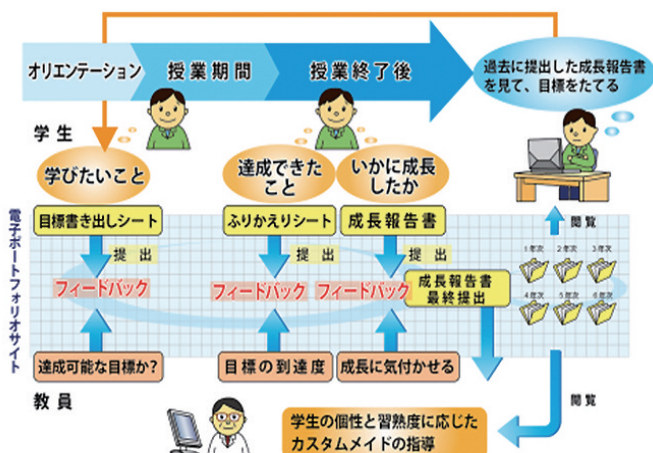 オリエンテーション
授業期間
授業終了後
過去に提出した成長報告書
を見て、目標をたてる
学生
学びたいこと
達成できた
こと
いかに成長
したか
電子ポートフォリオサイト
目標書き出しシート
ふりかえりシート
成長報告書
閲覧
提出
提出
提出
1年次
2年次
3年次
フィードバック
フィードバック
フィードバック
成長報告書
最終提出
4年次
5年次
6年次
達成可能な目標か?
目標の到達度
成長に気付かせる
教員
閲覧
学生の個性と習熟度に応じた
カスタムメイドの指導